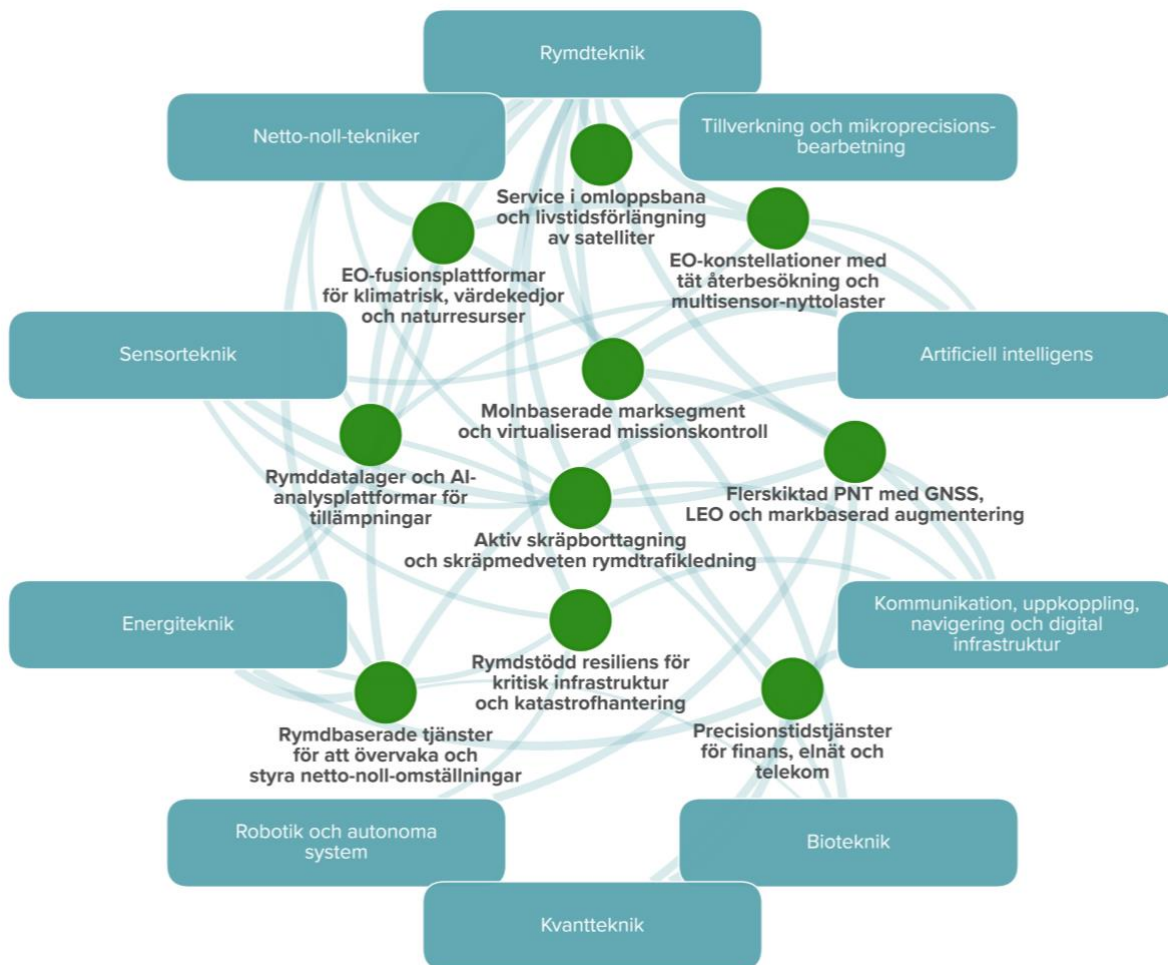 Rymdteknik
Netto-noll-tekniker
Tillverkning och mikroprecisions-
bearbetning
Service i omloppsbana
och livstidsförlängning
av satelliter
EO-fusionsplattformar
för klimatrisk, värdekedjor
och naturresurser
EO-konstellationer med
tät återbesökning och
multisensor-nyttolaster
Sensorteknik
Artificiell intelligens
Molnbaserade marksegment
och virtualiserad missionskontroll
Rymddatalager och AI-
analysplattformar för
tillämpningar
Flerskiktad PNT med GNSS,
LEO och markbaserad augmentering
Aktiv skräpborttagning
och skräpmedveten rymdtrafikledning
Energiteknik
Kommunikation, uppkoppling,
navigering och digital
infrastruktur
Rymdstödd resiliens för
kritisk infrastruktur
och katastrofhantering
Rymdbaserade tjänster
för att övervaka och
styra netto-noll-omställningar
Precisionstidstjänster
för finans, elnät och
telekom
Robotik och autonoma
system
Bioteknik
Kvantteknik